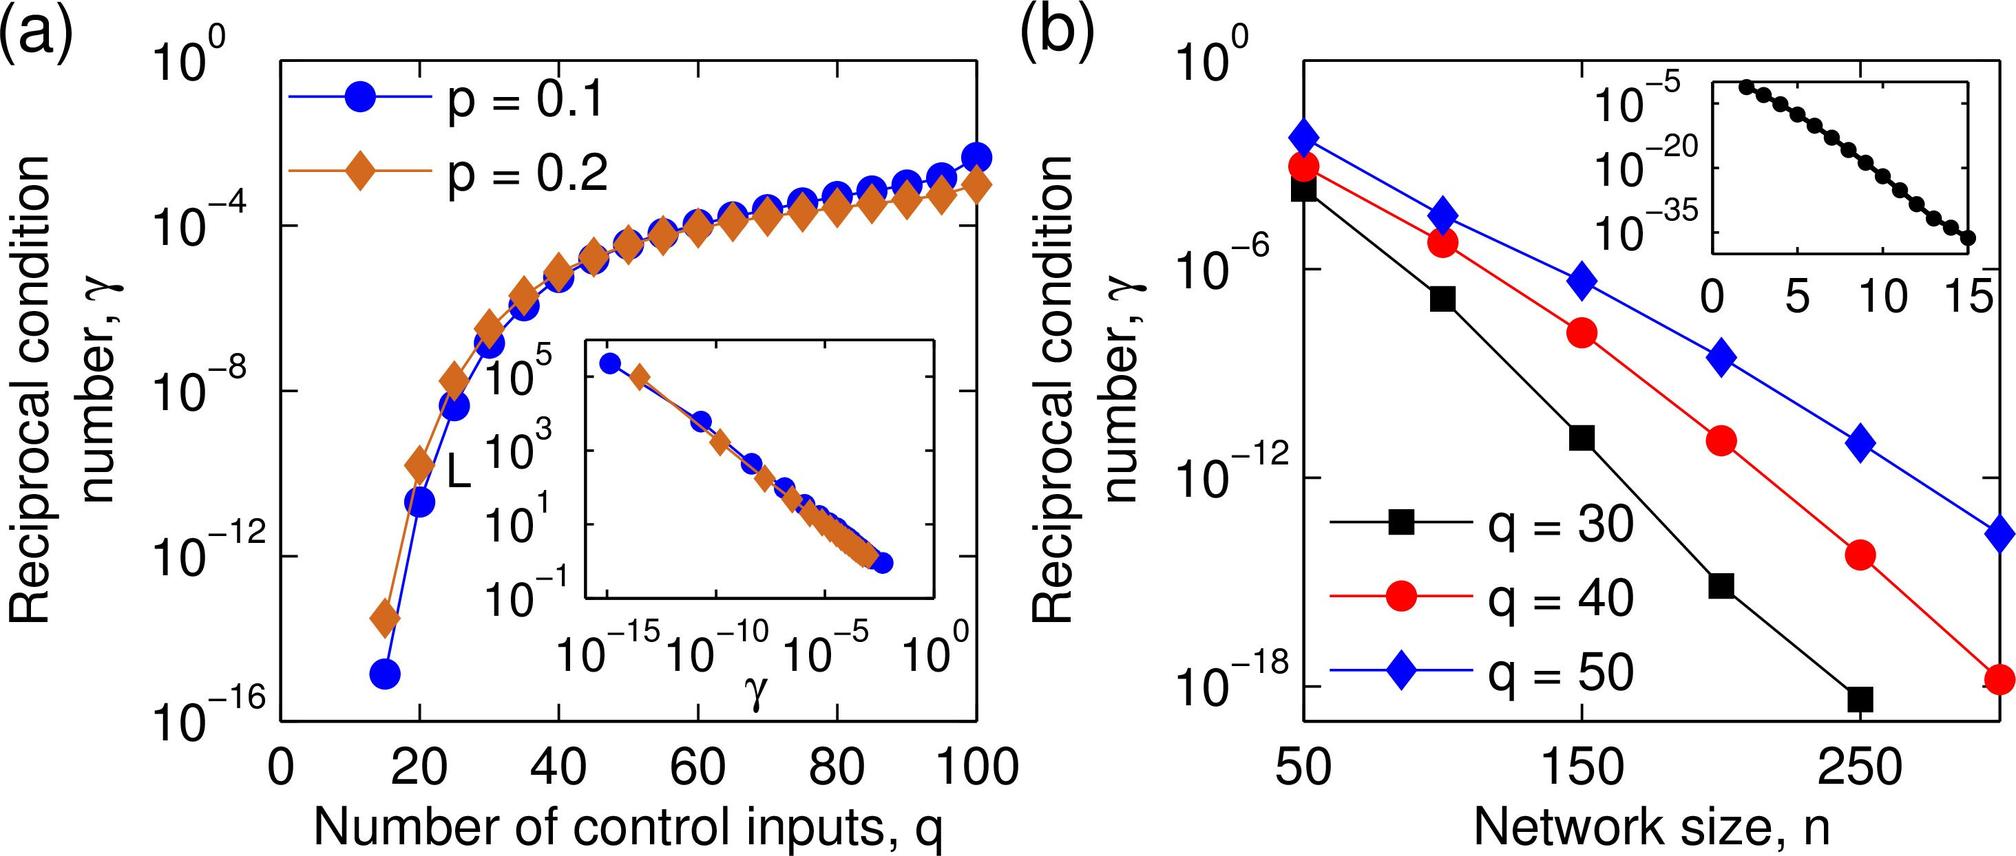 (a)
Reciprocal condition
number, γ
10^0
10^−4
10^−8
10^−12
10^−16
p = 0.1
p = 0.2
L
10^5
10^3
10^1
10^−1
10^−15 10^−10 10^−5 10^0
γ
0 20 40 60 80 100
Number of control inputs, q
(b)
Reciprocal condition
number, γ
10^0
10^−6
10^−12
10^−18
10^−5
10^−20
10^−35
0 5 10 15
q = 30
q = 40
q = 50
50 150 250
Network size, n